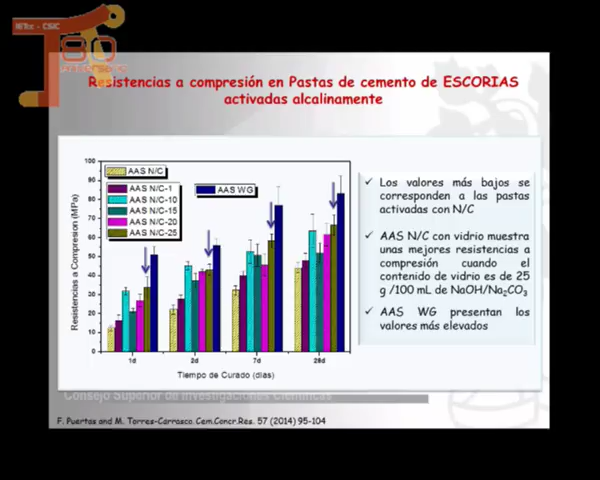 IETcc - CSIC
80
Resistencias a compresión en Pastas de cemento de ESCORIAS
activadas alcalinamente
Resistencias a Compresion (MPa)
100
90
80
70
60
50
40
30
20
10
0
AAS N/C
AAS N/C-1
AAS N/C-10
AAS N/C-15
AAS N/C-20
AAS N/C-25
AAS WG
1d
2d
7d
28d
Tiempo de Curado (dias)
✓ Los valores más bajos se
corresponden a las pastas
activadas con N/C
✓ AAS N/C con vidrio muestra
unas mejores resistencias a
compresión cuando el
contenido de vidrio es de 25
g /100 mL de NaOH/Na₂CO₃
✓ AAS WG presentan los
valores más elevados
Consejo Superior de Investigaciones Científicas
F. Puertas and M. Torres-Carrasco. Cem.Concr.Res. 57 (2014) 95-104